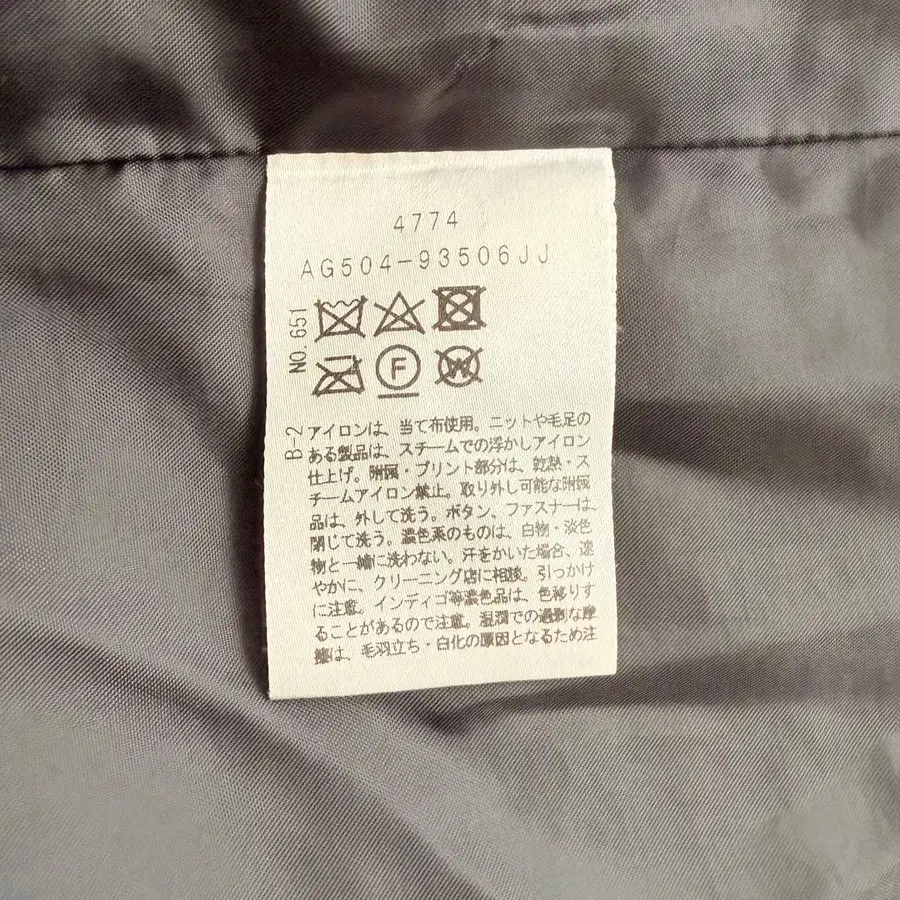 4774
AG504-93506JJ
NO. 651
F
W
B-2
アイロンは、当て布使用。ニットや毛足の
ある製品は、スチームでの浮かしアイロン
仕上げ。附属・プリント部分は、乾熱・ス
チームアイロン禁止。取り外し可能な附属
品は、外して洗う。ボタン、ファスナーは、
閉じて洗う。濃色系のものは、白物・淡色
物と一緒に洗わない。汗をかいた場合、速
やかに、クリーニング店に相談。引っかけ
に注意。インディゴ等濃色品は、色移りす
ることがあるので注意。湿潤での過剰な摩
擦は、毛羽立ち・白化の原因となるため注